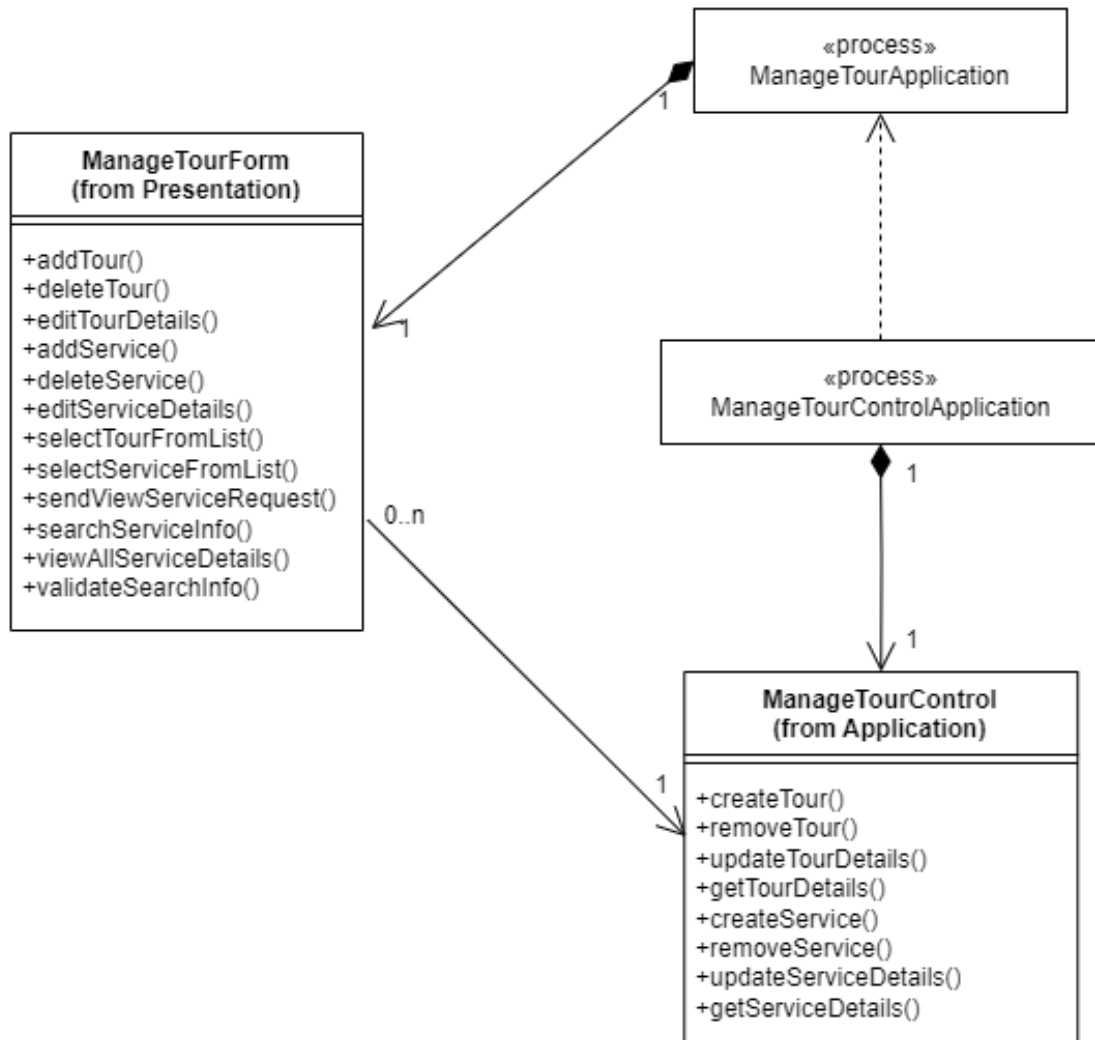 «process»
ManageTourApplication
1
ManageTourForm
(from Presentation)
+addTour()
+deleteTour()
+editTourDetails()
+addService()
+deleteService()
+editServiceDetails()
+selectTourFromList()
+selectServiceFromList()
+sendViewServiceRequest()
+searchServiceInfo()
+viewAllServiceDetails()
+validateSearchInfo()
1
«process»
ManageTourControlApplication
1
0..n
1
1
ManageTourControl
(from Application)
+createTour()
+removeTour()
+updateTourDetails()
+getTourDetails()
+createService()
+removeService()
+updateServiceDetails()
+getServiceDetails()